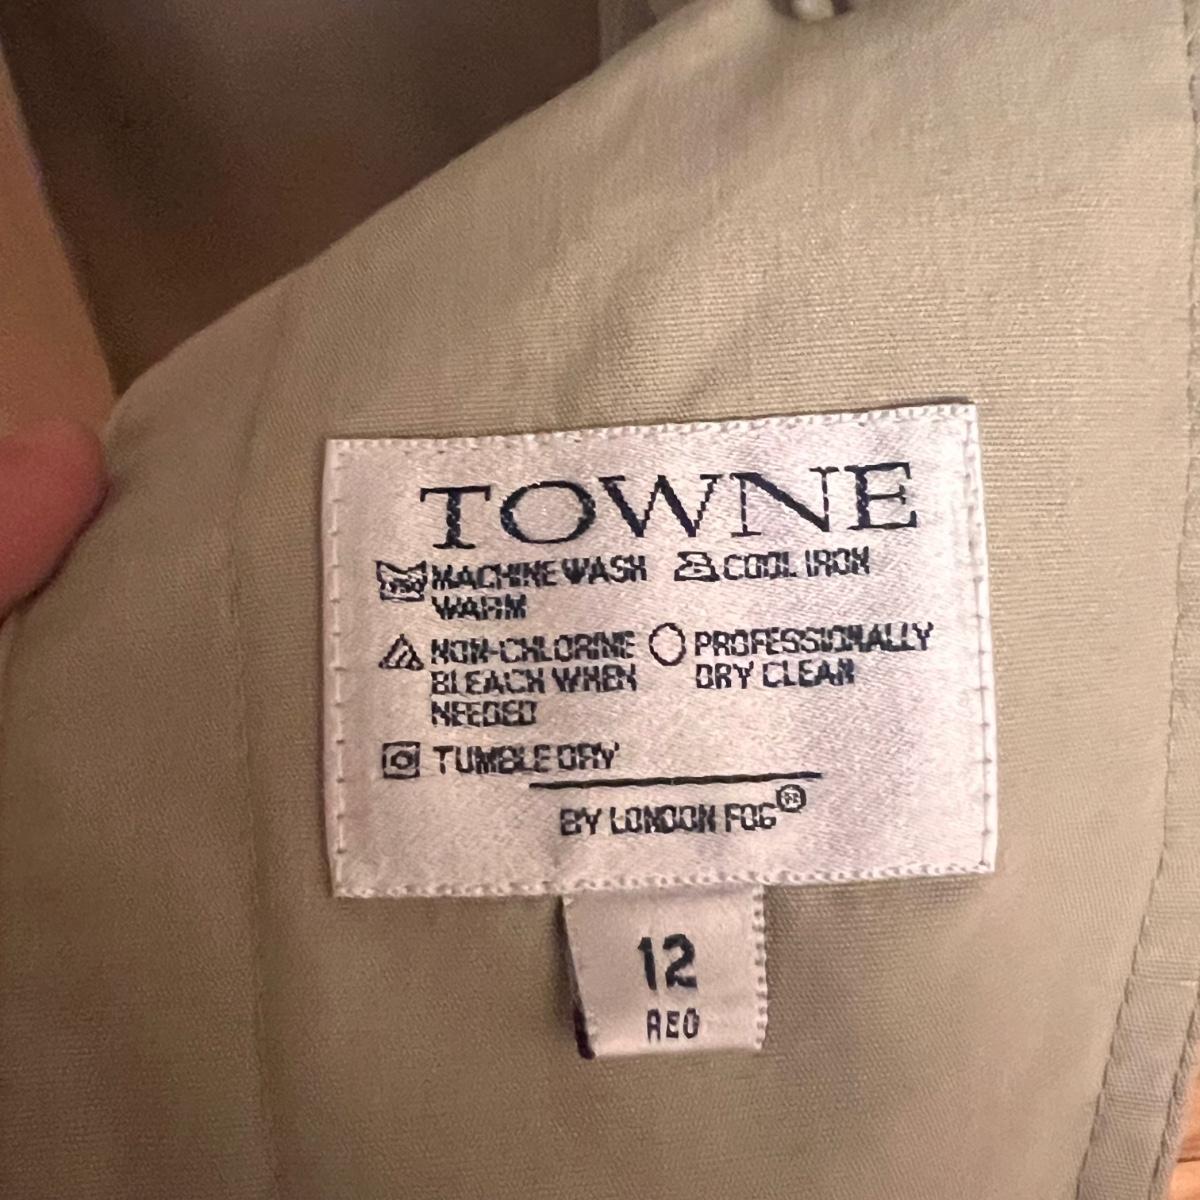 TOWNE
MACHINE WASH
WARM
COOL IRON
NON-CHLORINE
BLEACH WHEN
NEEDED
PROFESSIONALLY
DRY CLEAN
TUMBLE DRY
BY LONDON FOG®
12
REG